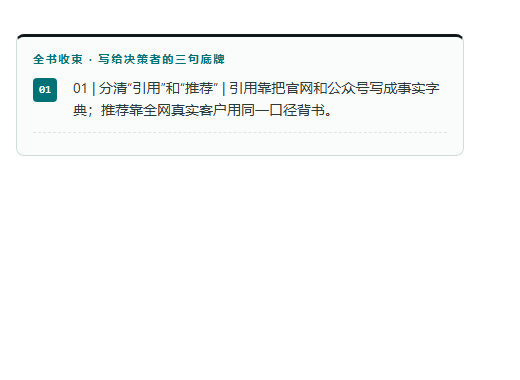 全书收束 · 写给决策者的三句底牌
01
01 | 分清“引用”和“推荐” | 引用靠把官网和公众号写成事实字
典；推荐靠全网真实客户用同一口径背书。